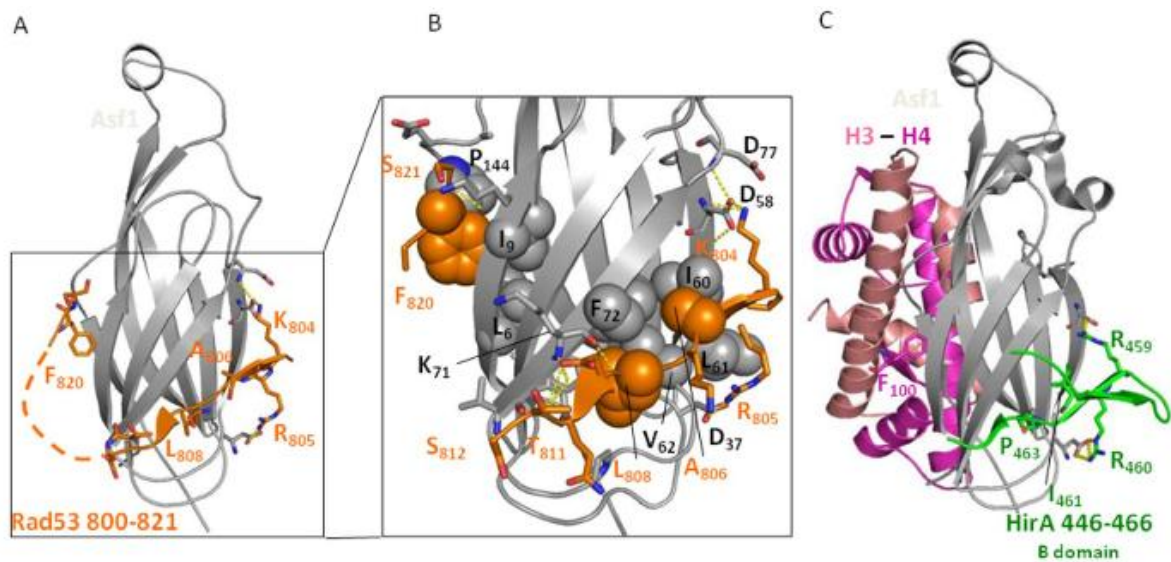 A
Asf1
K804
A806
F820
L808
R805
Rad53 800-821
B
S821
P144
D77
D58
I9
K804
F820
I60
F72
L6
K71
L61
R805
S812
T811
V62
D37
L808
A806
C
Asf1
H3 – H4
R459
F100
P463
R460
I461
HirA 446-466
B domain